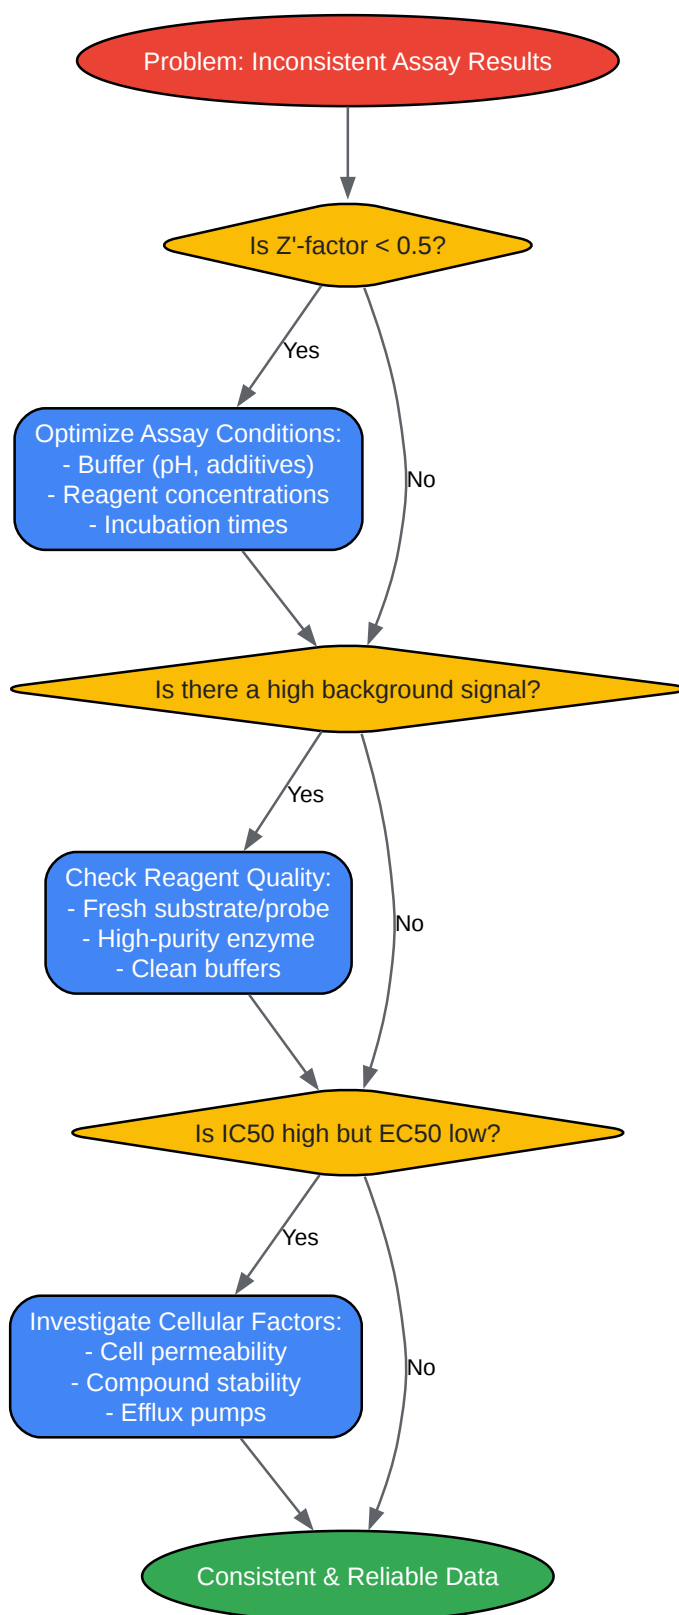 Problem: Inconsistent Assay Results
Is Z'-factor < 0.5?
Yes
Optimize Assay Conditions:
- Buffer (pH, additives)
- Reagent concentrations
- Incubation times
No
Is there a high background signal?
Yes
Check Reagent Quality:
- Fresh substrate/probe
- High-purity enzyme
- Clean buffers
No
Is IC50 high but EC50 low?
Yes
Investigate Cellular Factors:
- Cell permeability
- Compound stability
- Efflux pumps
No
Consistent & Reliable Data